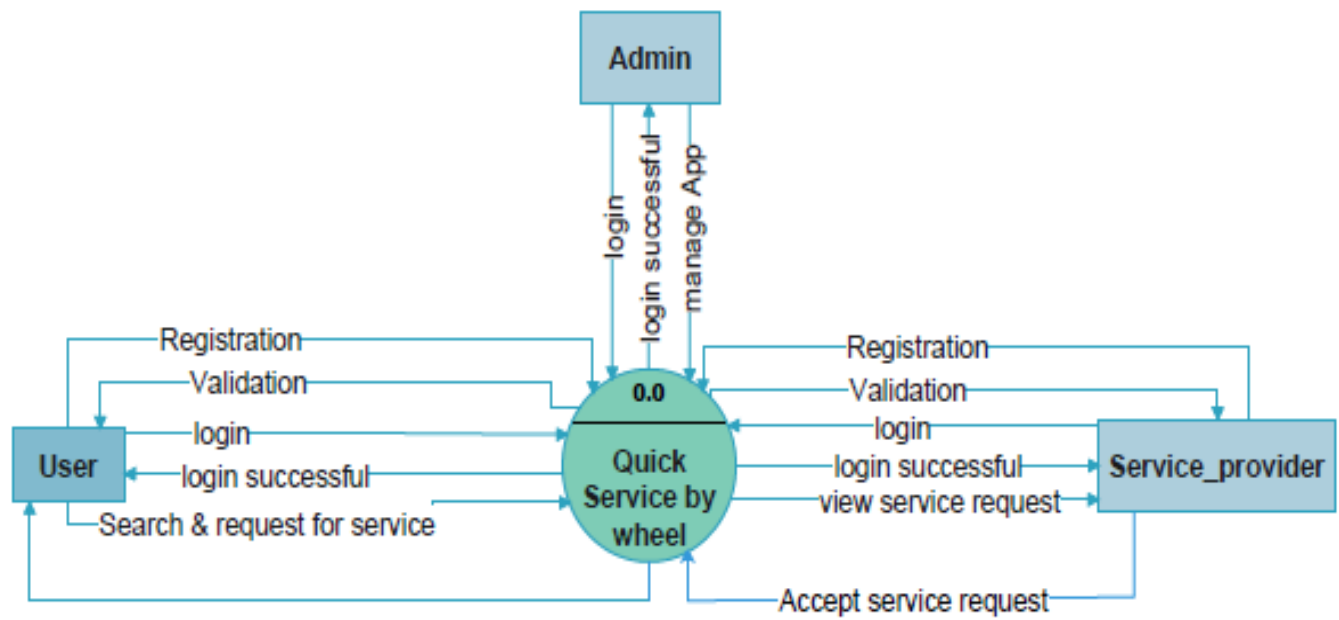 Admin
login
login successful
manage App
Registration
Validation
login
login successful
Search & request for service
User
0.0
Quick
Service by
wheel
Registration
Validation
login
login successful
view service request
Service_provider
Accept service request